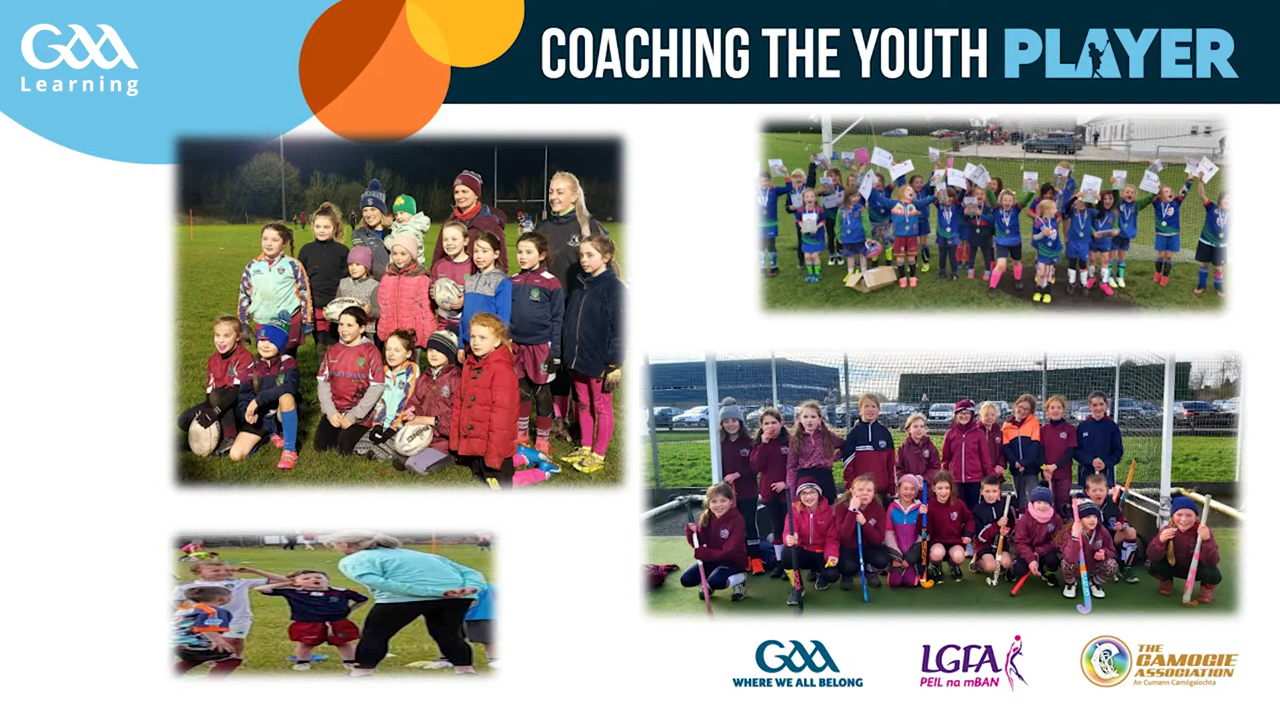 GAA
Learning
COACHING THE YOUTH PLAYER
GAA
WHERE WE ALL BELONG
LGFA
PEIL na mBAN
THE
CAMOGIE
ASSOCIATION
An Cumann Camógaíochta